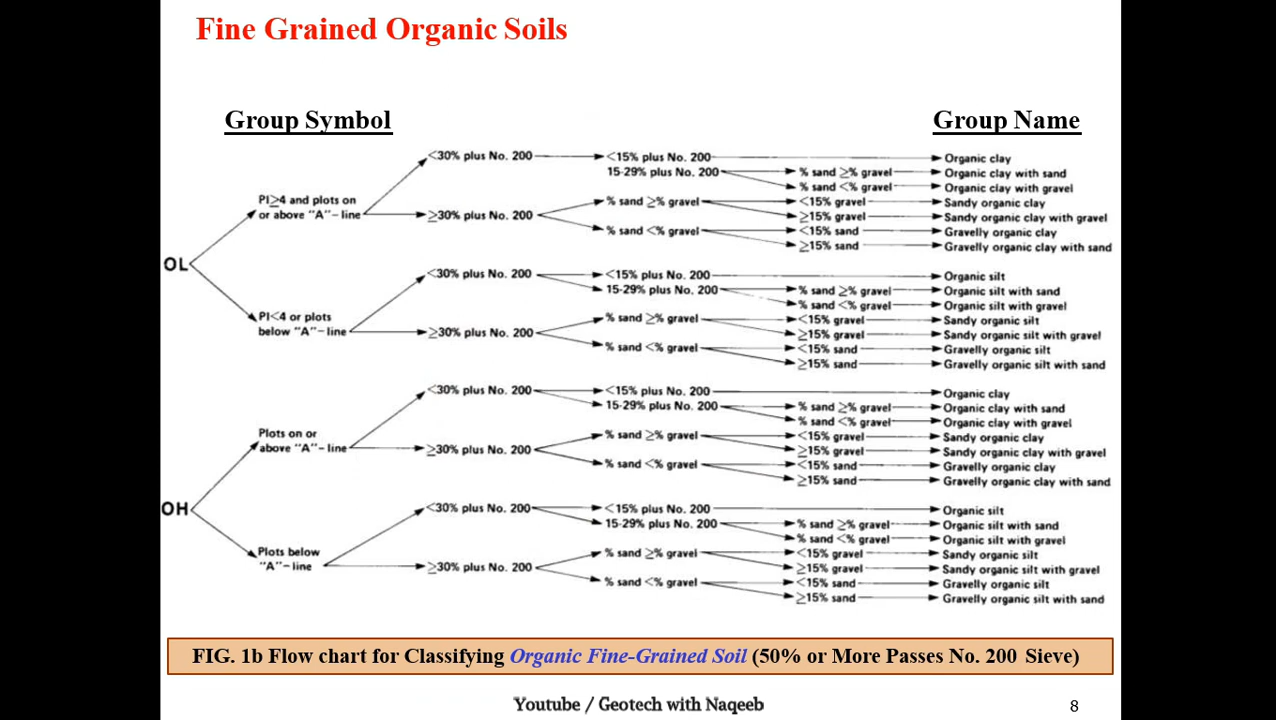 Fine Grained Organic Soils
Group Symbol
Group Name
<30% plus No. 200
<15% plus No. 200
Organic clay
15-29% plus No. 200
% sand ≥% gravel
Organic clay with sand
% sand <% gravel
Organic clay with gravel
PI≥4 and plots on
or above "A"-line
≥30% plus No. 200
% sand ≥% gravel
<15% gravel
Sandy organic clay
≥15% gravel
Sandy organic clay with gravel
% sand <% gravel
<15% sand
Gravelly organic clay
≥15% sand
Gravelly organic clay with sand
OL
<30% plus No. 200
<15% plus No. 200
Organic silt
15-29% plus No. 200
% sand ≥% gravel
Organic silt with sand
% sand <% gravel
Organic silt with gravel
PI<4 or plots
below "A"-line
≥30% plus No. 200
% sand ≥% gravel
<15% gravel
Sandy organic silt
≥15% gravel
Sandy organic silt with gravel
% sand <% gravel
<15% sand
Gravelly organic silt
≥15% sand
Gravelly organic silt with sand
<30% plus No. 200
<15% plus No. 200
Organic clay
15-29% plus No. 200
% sand ≥% gravel
Organic clay with sand
% sand <% gravel
Organic clay with gravel
Plots on or
above "A"-line
≥30% plus No. 200
% sand ≥% gravel
<15% gravel
Sandy organic clay
≥15% gravel
Sandy organic clay with gravel
% sand <% gravel
<15% sand
Gravelly organic clay
≥15% sand
Gravelly organic clay with sand
OH
<30% plus No. 200
<15% plus No. 200
Organic silt
15-29% plus No. 200
% sand ≥% gravel
Organic silt with sand
% sand <% gravel
Organic silt with gravel
Plots below
"A"-line
≥30% plus No. 200
% sand ≥% gravel
<15% gravel
Sandy organic silt
≥15% gravel
Sandy organic silt with gravel
% sand <% gravel
<15% sand
Gravelly organic silt
≥15% sand
Gravelly organic silt with sand
FIG. 1b Flow chart for Classifying Organic Fine-Grained Soil (50% or More Passes No. 200 Sieve)
Youtube / Geotech with Naqeeb
8